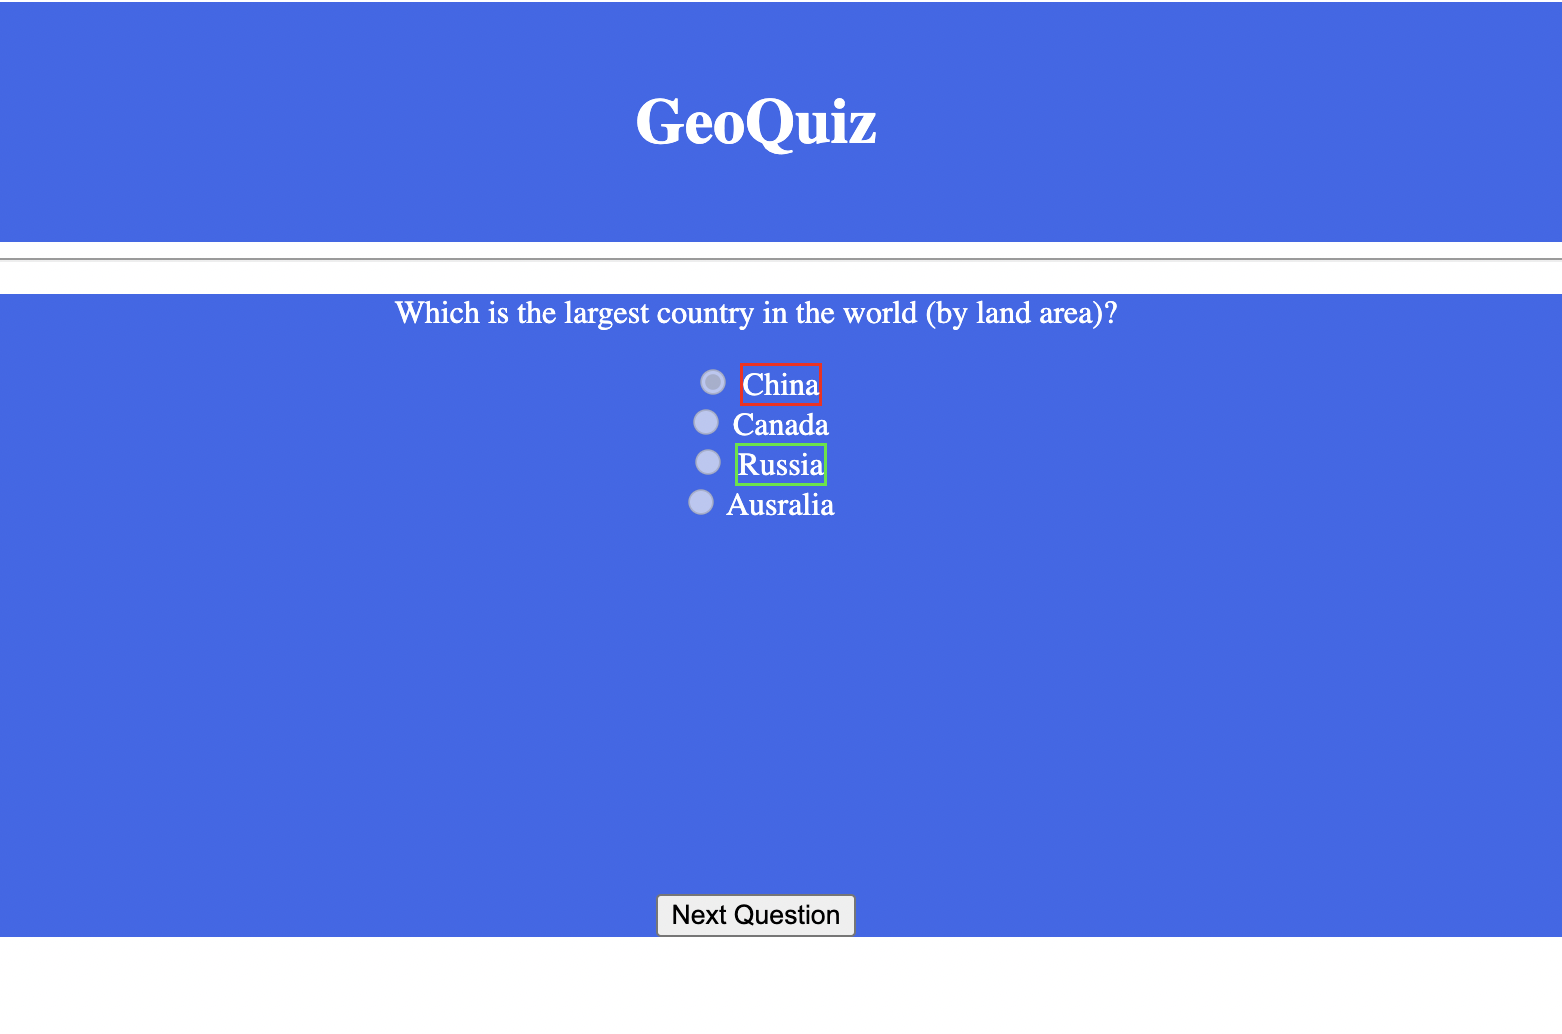 GeoQuiz
Which is the largest country in the world (by land area)?
China
Canada
Russia
Ausralia
Next Question